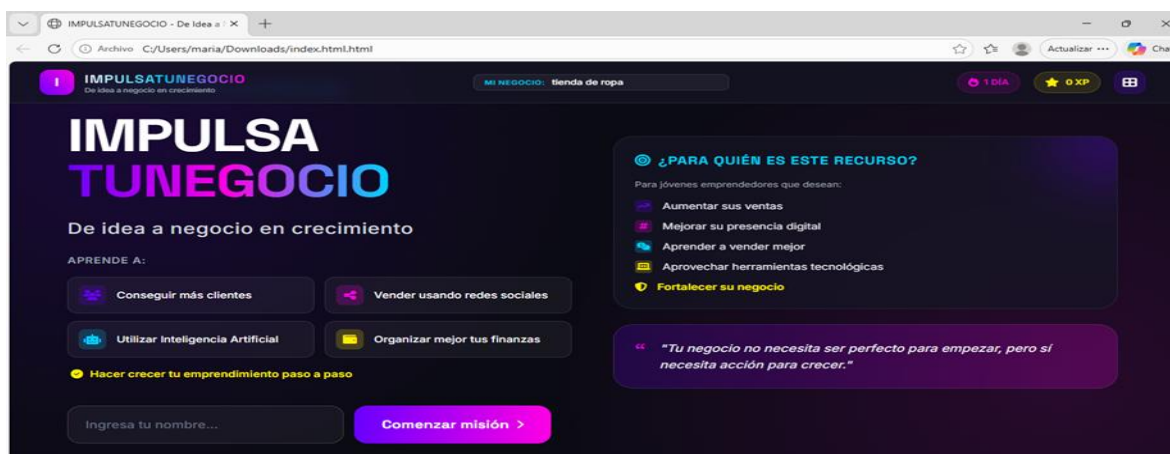 IMPULSATUNEGOCIO - De Idea a
Archivo C:/Users/maria/Downloads/index.html.html
Actualizar ...
Cha
I
IMPULSATUNEGOCIO
De idea a negocio en crecimiento
MI NEGOCIO: tienda de ropa
1 DÍA
0 XP
IMPULSA
TUNEGOCIO
De idea a negocio en crecimiento
APRENDE A:
Conseguir más clientes
Vender usando redes sociales
Utilizar Inteligencia Artificial
Organizar mejor tus finanzas
Hacer crecer tu emprendimiento paso a paso
Ingresa tu nombre...
Comenzar misión >
¿PARA QUIÉN ES ESTE RECURSO?
Para jóvenes emprendedores que desean:
Aumentar sus ventas
# Mejorar su presencia digital
Aprender a vender mejor
Aprovechar herramientas tecnológicas
Fortalecer su negocio
“ "Tu negocio no necesita ser perfecto para empezar, pero sí
necesita acción para crecer."